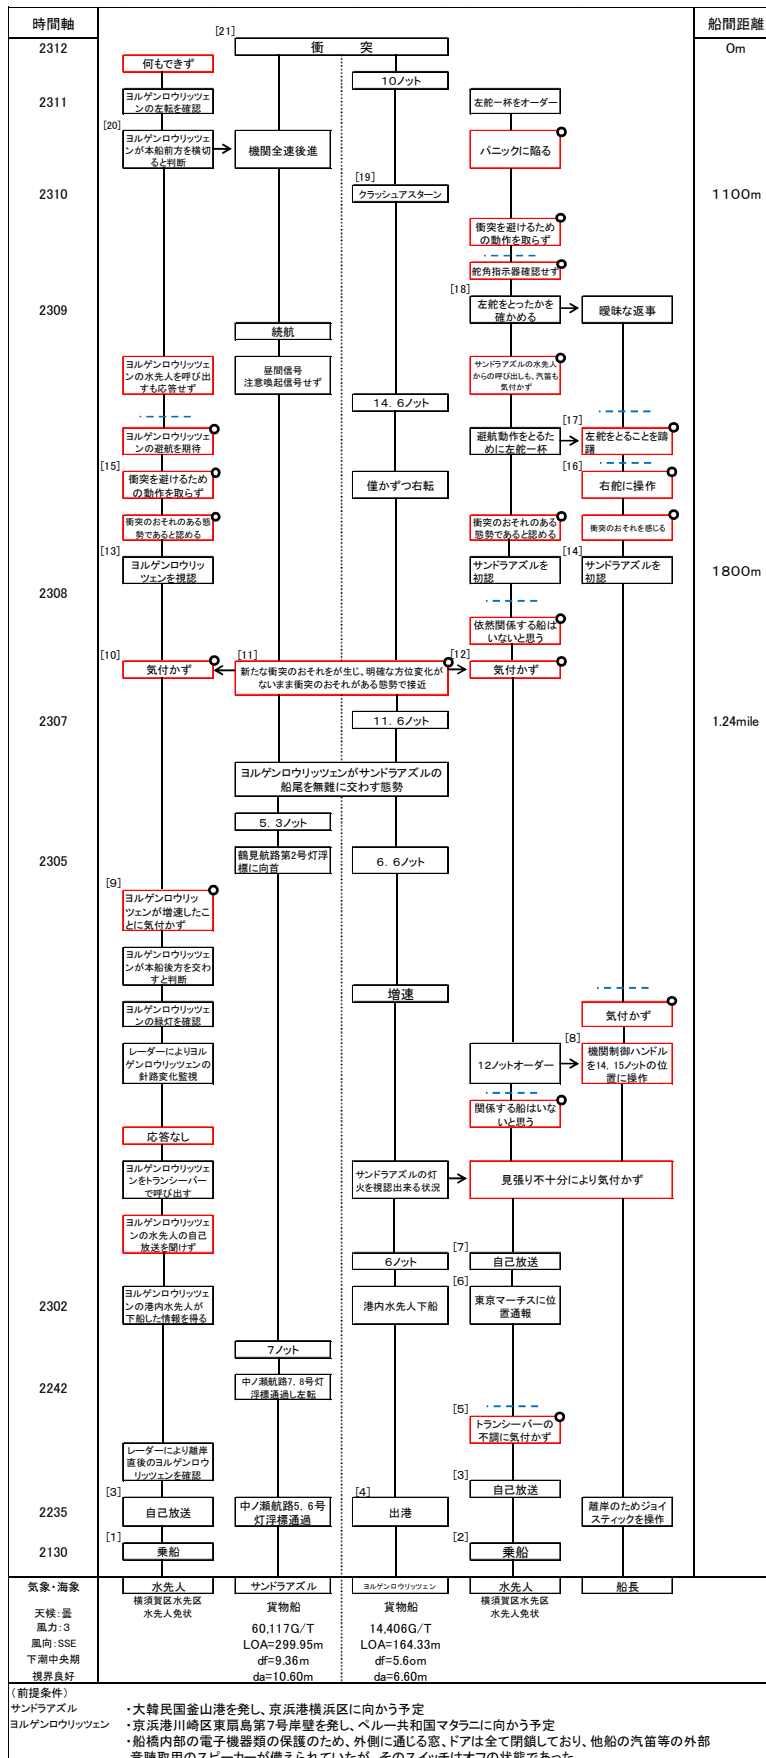 時間軸
船間距離
[21]
2312
衝　突
0m
何もできず
10ノット
2311
ヨルゲンロウリッツェ
ンの左転を確認
左舵一杯をオーダー
[20]
ヨルゲンロウリッツェ
ンが本船前方を横切
ると判断
機関全速後進
パニックに陥る
[19]
2310
クラッシュアスターン
1100m
衝突を避けるため
の動作を取らず
舵角指示器確認せず
[18]
2309
左舵をとったかを
確かめる
曖昧な返事
続航
ヨルゲンロウリッツェ
ンの水先人を呼び出
すも応答せず
昼間信号
注意喚起信号せず
サンドラアズルの水先人
からの呼び出しも、汽笛も
気付かず
14.6ノット
[17]
ヨルゲンロウリッツェ
ンの避航を期待
避航動作をとるた
めに左舵一杯
左舵をとることを躊
躇
[15]
[16]
衝突を避けるため
の動作を取らず
僅かずつ右転
右舵に操作
衝突のおそれのある態
勢であると認める
衝突のおそれのある
態勢であると認める
衝突のおそれを感じる
[13]
[14]
ヨルゲンロウリッ
ツェンを視認
サンドラアズルを
初認
サンドラアズルを
初認
1800m
2308
依然関係する船は
いないと思う
[10]
[11]
[12]
気付かず
新たな衝突のおそれをが生じ、明確な方位変化が
ないまま衝突のおそれがある態勢で接近
気付かず
2307
11.6ノット
1.24mile
ヨルゲンロウリッツェンがサンドラアズルの
船尾を無難に交わす態勢
5.3ノット
2305
鶴見航路第2号灯浮
標に向首
6.6ノット
[9]
ヨルゲンロウリッ
ツェンが増速したこ
とに気付かず
ヨルゲンロウリッツェ
ンが本船後方を交わ
すと判断
増速
ヨルゲンロウリッツェ
ンの緑灯を確認
気付かず
[8]
レーダーによりヨル
ゲンロウリッツェンの
針路変化監視
12ノットオーダー
機関制御ハンドル
を14,15ノットの位
置に操作
関係する船はいな
いと思う
応答なし
ヨルゲンロウリッツェ
ンをトランシーバー
で呼び出す
サンドラアズルの灯
火を視認出来る状況
見張り不十分により気付かず
ヨルゲンロウリッツェ
ンの水先人の自己
放送を聞けず
[7]
6ノット
自己放送
[6]
2302
ヨルゲンロウリッツェ
ンの港内水先人が
下船した情報を得る
港内水先人下船
東京マーチスに位
置通報
7ノット
2242
中ノ瀬航路7,8号灯
浮標通過し左転
[5]
トランシーバーの
不調に気付かず
レーダーにより離岸
直後のヨルゲンロウ
リッツェンを確認
[3]
自己放送
[3]
[4]
2235
自己放送
中ノ瀬航路5,6号
灯浮標通過
出港
離岸のためジョイ
スティックを操作
[1]
[2]
2130
乗船
乗船
気象・海象
水先人
サンドラアズル
ヨルゲンロウリッツェン
水先人
船長
横須賀区水先区
水先人免状
貨物船
貨物船
横須賀区水先区
水先人免状
天候:曇
風力:3
60,117G/T
14,406G/T
風向:SSE
LOA=299.95m
LOA=164.33m
下潮中央期
df=9.36m
df=5.6om
視界良好
da=10.60m
da=6.60m
(前提条件)
サンドラアズル　・大韓民国釜山港を発し、京浜港横浜区に向かう予定
ヨルゲンロウリッツェン　・京浜港川崎区東扇島第7号岸壁を発し、ペルー共和国マタラニに向かう予定
・船橋内部の電子機器類の保護のため、外側に通じる窓、ドアは全て閉鎖しており、他船の汽笛等の外部
音聴取用のスピーカーが備えられていたが、そのスイッチはオフの状態であった